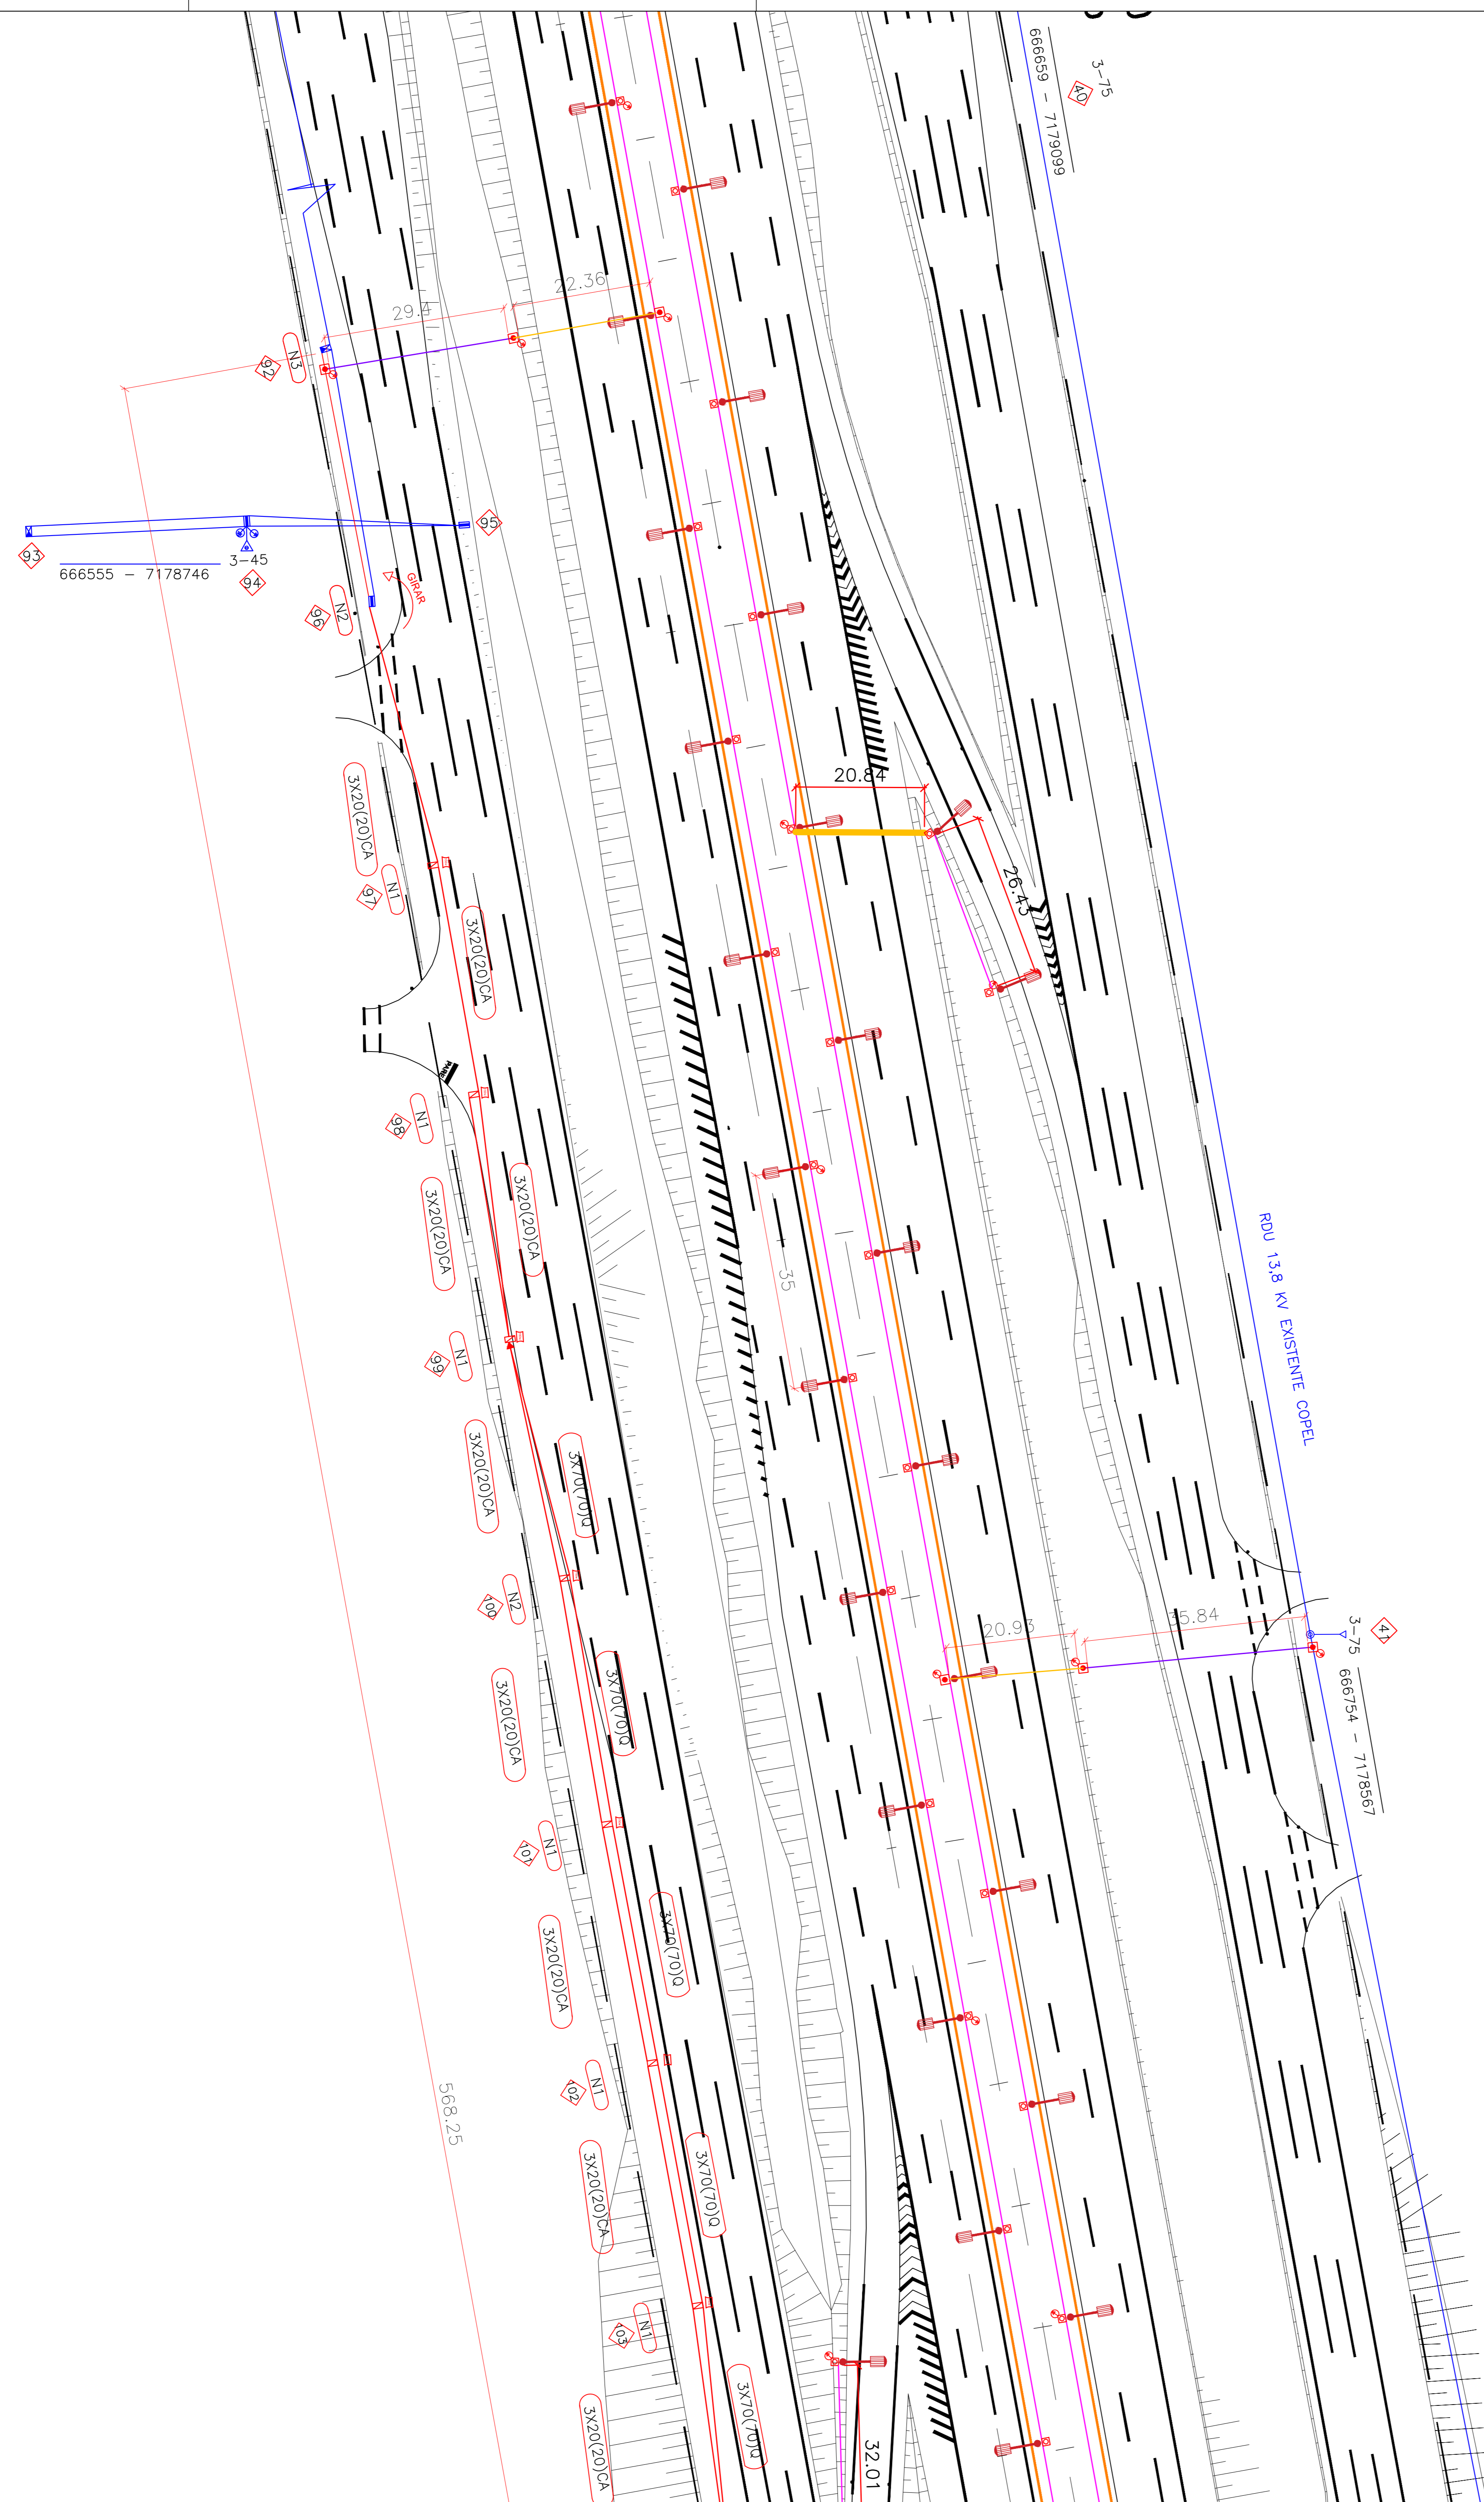 3-75
40
666659 - 7179099
22.36
29.4
N3
92
95
93
3-45
666555 - 7178746
94
GIRAR
N2
96
20.84
3X20(20)CA
26.45
N1
97
3X20(20)CA
PARE
N1
98
3X20(20)CA
3X20(20)CA
RDU 13,8 KV EXISTENTE COPEL
35
N1
99
3X20(20)CA
3X70(70)Q
N2
100
20.93
35.84
41
3-75
666754 - 7178567
3X20(20)CA
3X70(70)Q
N1
101
3X20(20)CA
3X70(70)Q
N1
102
568.25
3X20(20)CA
3X70(70)Q
N1
103
3X20(20)CA
3X70(70)Q
32.01